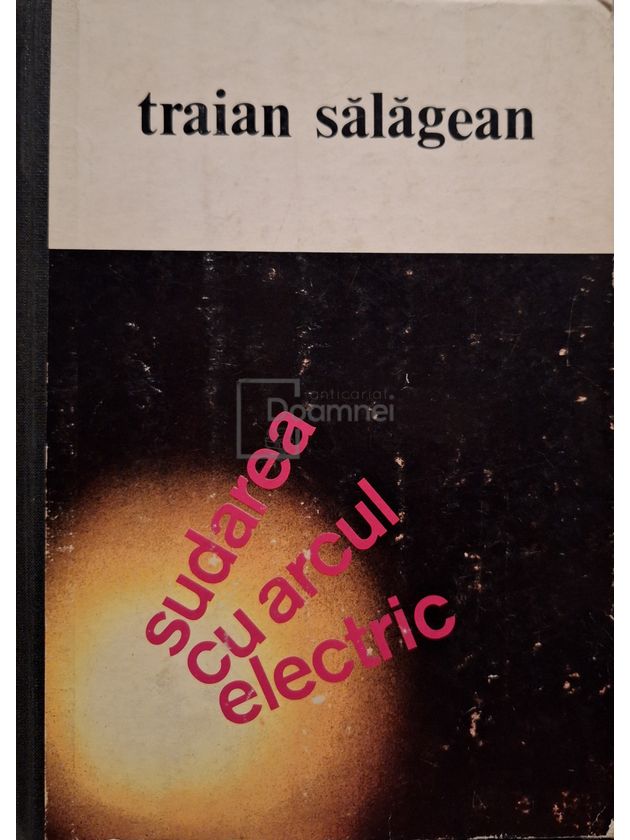 traian sălăgean
anticariat
Doamnei
sudarea
cu arcul
electric